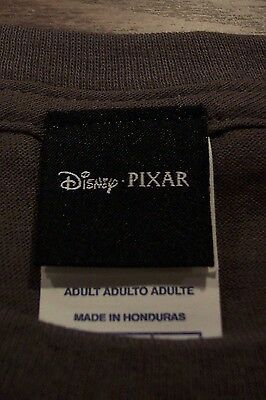 Disney · PIXAR
ADULT ADULTO ADULTE
MADE IN HONDURAS